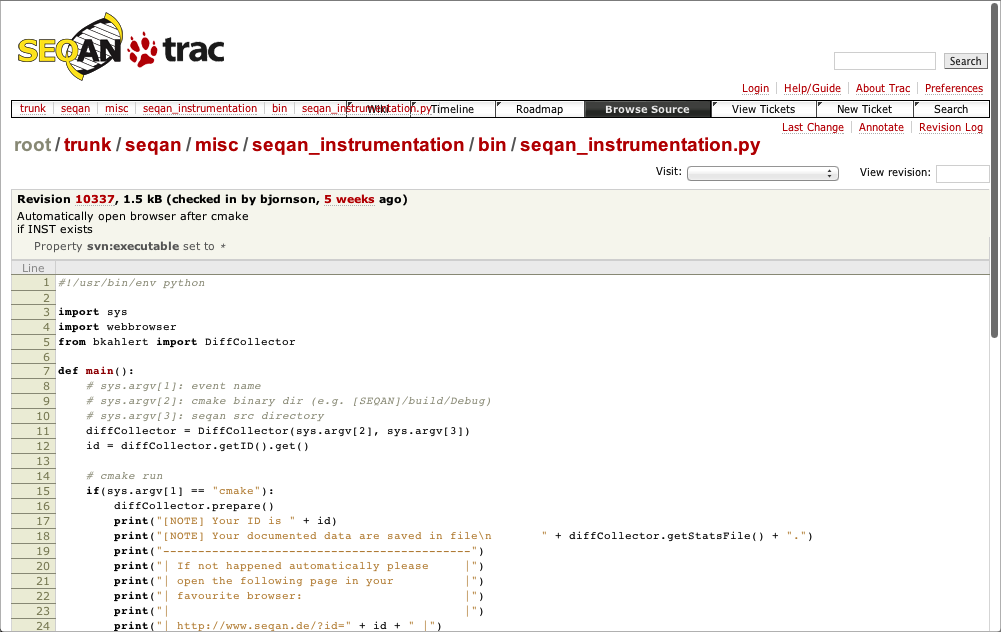 SEQAN trac
Search
Login Help/Guide About Trac Preferences
trunk seqan misc seqan_instrumentation bin seqan_instrumentation.py Wiki Timeline Roadmap Browse Source View Tickets New Ticket Search
Last Change Annotate Revision Log
root / trunk / seqan / misc / seqan_instrumentation / bin / seqan_instrumentation.py
Visit: View revision:
Revision 10337, 1.5 kB (checked in by bjornson, 5 weeks ago)
Automatically open browser after cmake
if INST exists
Property svn:executable set to *
Line
1 #!/usr/bin/env python
2
3 import sys
4 import webbrowser
5 from bkahlert import DiffCollector
6
7 def main():
8 # sys.argv[1]: event name
9 # sys.argv[2]: cmake binary dir (e.g. [SEQAN]/build/Debug)
10 # sys.argv[3]: seqan src directory
11 diffCollector = DiffCollector(sys.argv[2], sys.argv[3])
12 id = diffCollector.getID().get()
13
14 # cmake run
15 if(sys.argv[1] == "cmake"):
16 diffCollector.prepare()
17 print("[NOTE] Your ID is " + id)
18 print("[NOTE] Your documented data are saved in file\n       " + diffCollector.getStatsFile() + ".")
19 print("--------------------------------------------")
20 print("| If not happened automatically please     |")
21 print("| open the following page in your          |")
22 print("| favourite browser:                       |")
23 print("|                                          |")
24 print("| http://www.seqan.de/?id=" + id + " |")